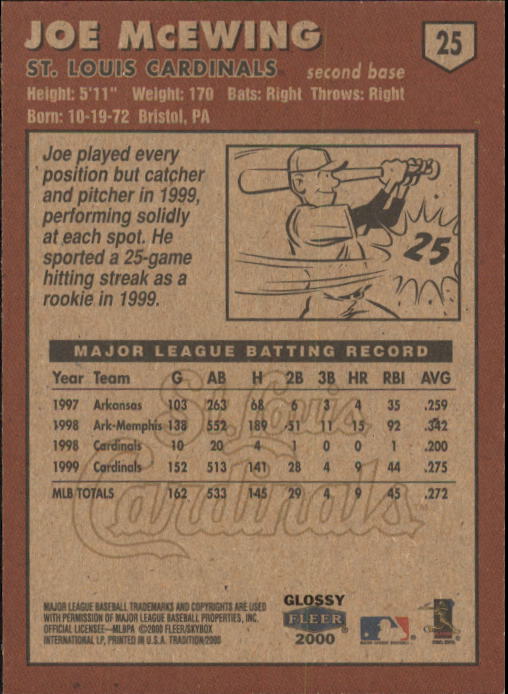 JOE McEWING
25
ST. LOUIS CARDINALS second base
Height: 5'11" Weight: 170 Bats: Right Throws: Right
Born: 10-19-72 Bristol, PA
Joe played every
position but catcher
and pitcher in 1999,
performing solidly
at each spot. He
sported a 25-game
hitting streak as a
rookie in 1999.
25
MAJOR LEAGUE BATTING RECORD
Year Team G AB H 2B 3B HR RBI AVG
1997 Arkansas 103 263 68 6 3 4 35 .259
1998 Ark-Memphis 138 552 189 51 11 15 92 .342
1998 Cardinals 10 20 4 1 0 0 1 .200
1999 Cardinals 152 513 141 28 4 9 44 .275
MLB TOTALS 162 533 145 29 4 9 45 .272
St. Louis
Cardinals
MAJOR LEAGUE BASEBALL TRADEMARKS AND COPYRIGHTS ARE USED
WITH PERMISSION OF MAJOR LEAGUE BASEBALL PROPERTIES, INC.
OFFICIAL LICENSEE—MLBPA ©2000 FLEER/SKYBOX
INTERNATIONAL LP, PRINTED IN U.S.A. TRADITION/2000
GLOSSY
FLEER
2000